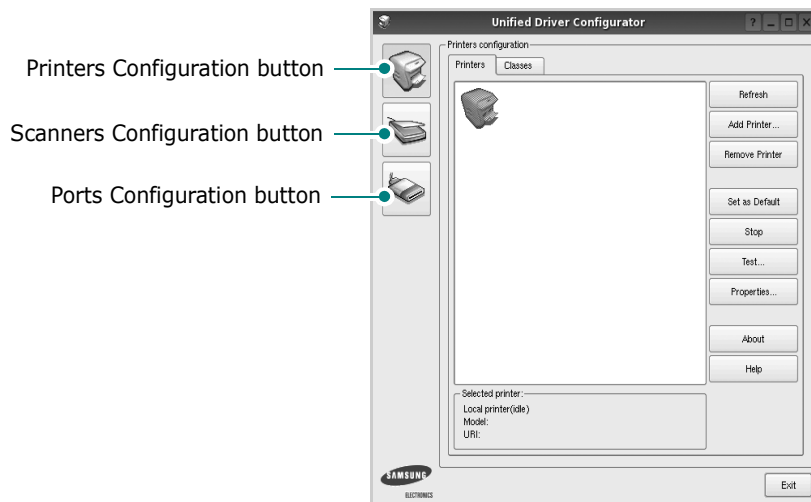 Unified Driver Configurator
?
Printers Configuration button
Scanners Configuration button
Ports Configuration button
Printers configuration
Printers
Classes
Refresh
Add Printer...
Remove Printer
Set as Default
Stop
Test...
Properties...
About
Help
Selected printer:
Local printer(idle)
Model:
URI:
SAMSUNG
ELECTRONICS
Exit